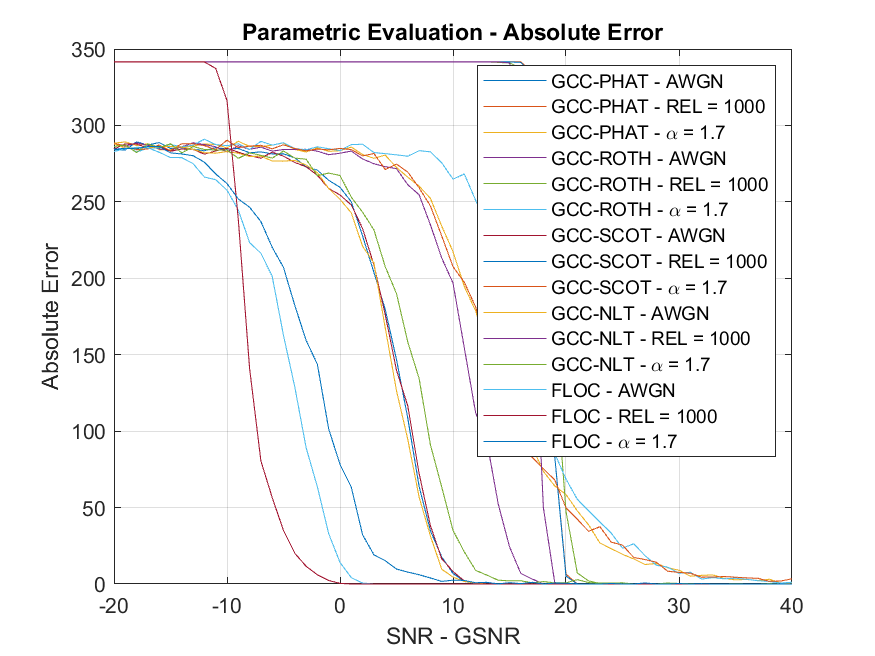 Parametric Evaluation - Absolute Error
350
300
250
200
150
100
50
0
Absolute Error
GCC-PHAT - AWGN
GCC-PHAT - REL = 1000
GCC-PHAT - α = 1.7
GCC-ROTH - AWGN
GCC-ROTH - REL = 1000
GCC-ROTH - α = 1.7
GCC-SCOT - AWGN
GCC-SCOT - REL = 1000
GCC-SCOT - α = 1.7
GCC-NLT - AWGN
GCC-NLT - REL = 1000
GCC-NLT - α = 1.7
FLOC - AWGN
FLOC - REL = 1000
FLOC - α = 1.7
-20 -10 0 10 20 30 40
SNR - GSNR